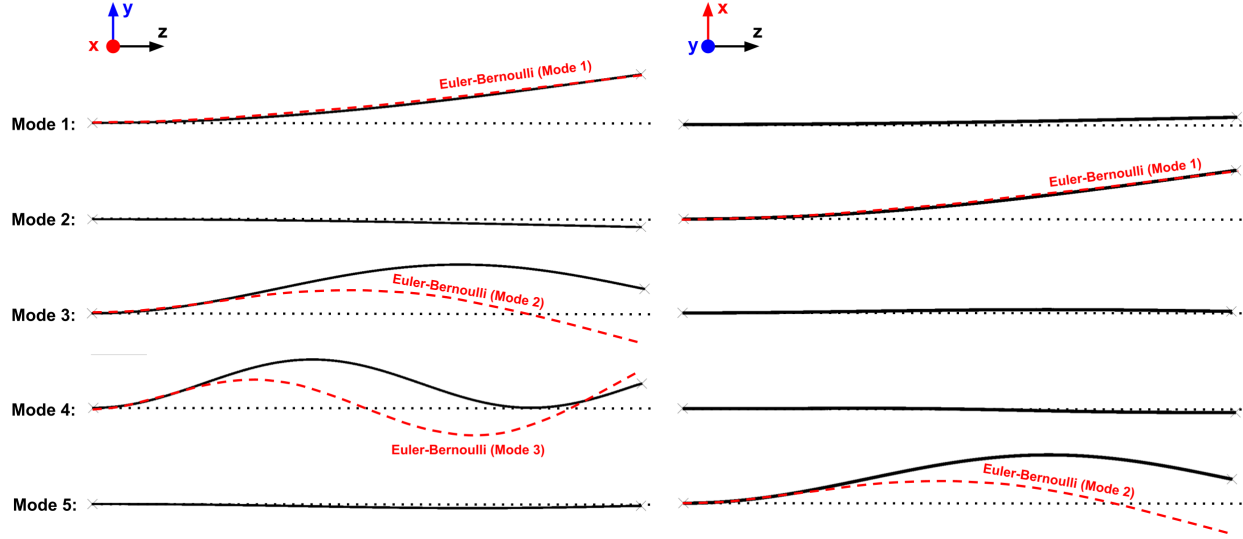 y
x
z
x
y
z
Euler-Bernoulli (Mode 1)
Mode 1:
Euler-Bernoulli (Mode 1)
Mode 2:
Euler-Bernoulli (Mode 2)
Mode 3:
Mode 4:
Euler-Bernoulli (Mode 3)
Euler-Bernoulli (Mode 2)
Mode 5: